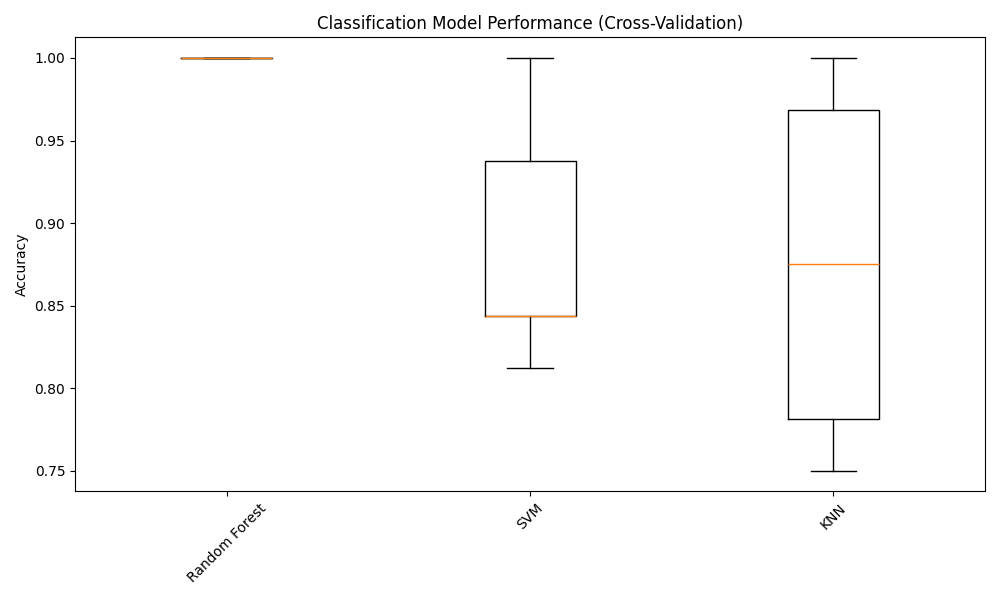 Classification Model Performance (Cross-Validation)
Accuracy
1.00
0.95
0.90
0.85
0.80
0.75
Random Forest
SVM
KNN